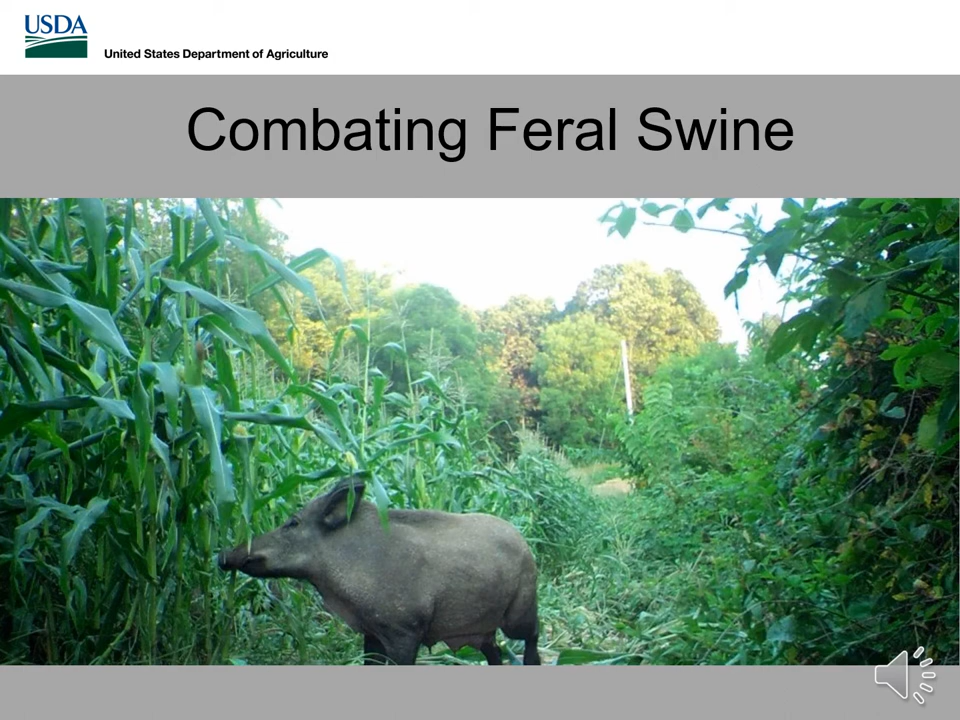 USDA
United States Department of Agriculture
Combating Feral Swine